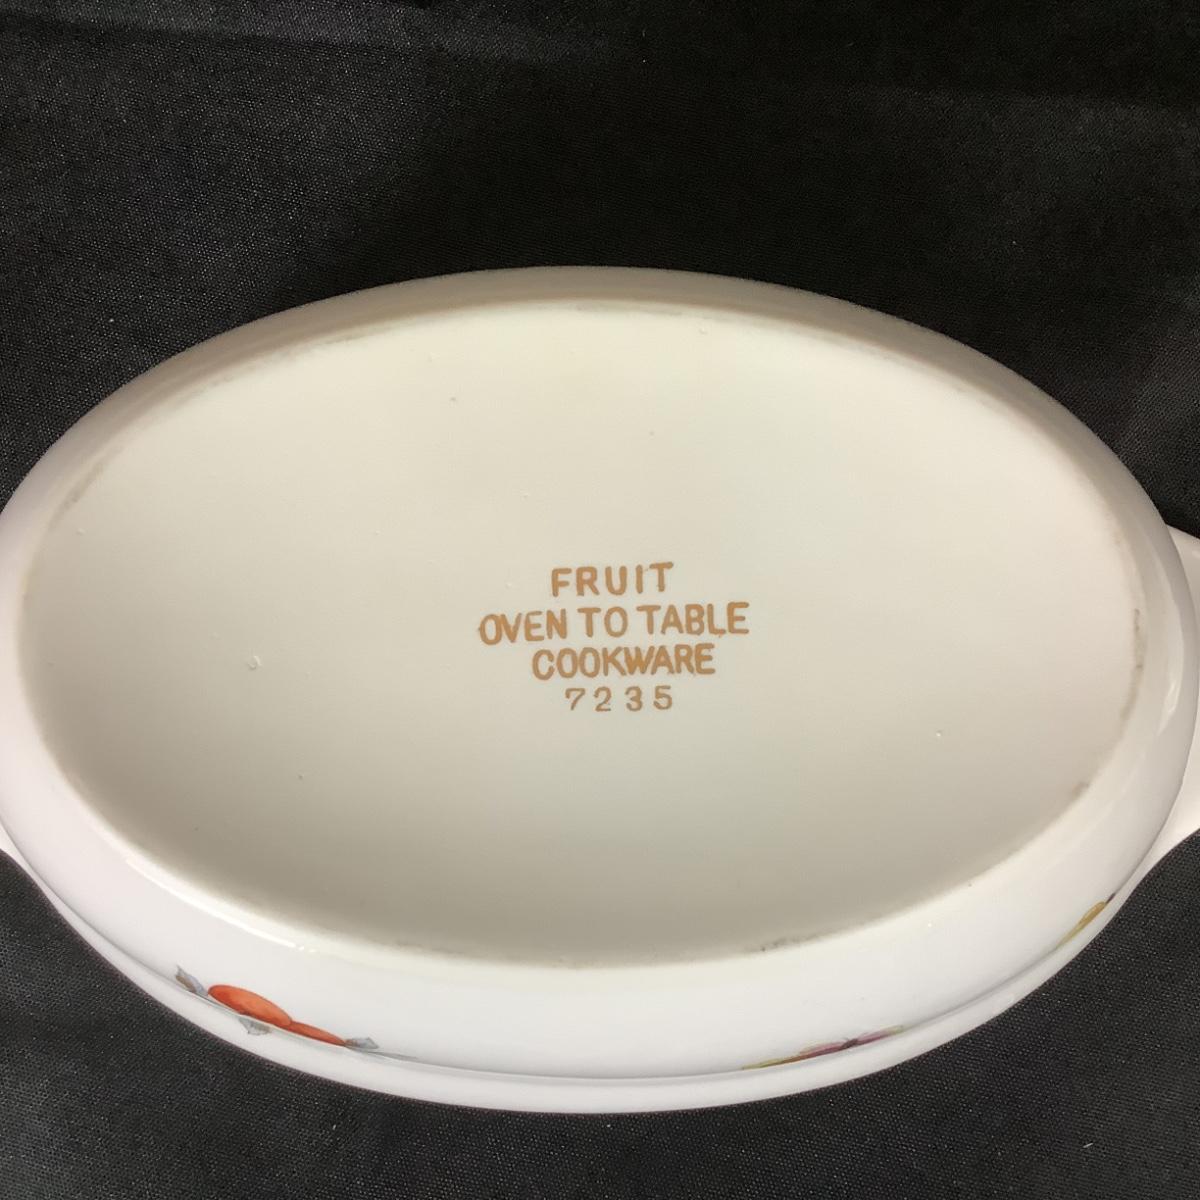 FRUIT
OVEN TO TABLE
COOKWARE
7235